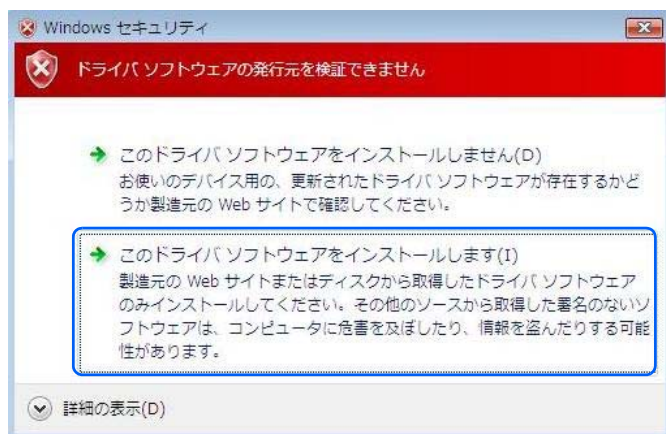 Windows セキュリティ
ドライバ ソフトウェアの発行元を検証できません
このドライバ ソフトウェアをインストールしません(D)
お使いのデバイス用の、更新されたドライバ ソフトウェアが存在するかど
うか製造元の Web サイトで確認してください。
このドライバ ソフトウェアをインストールします(I)
製造元の Web サイトまたはディスクから取得したドライバ ソフトウェア
のみインストールしてください。その他のソースから取得した署名のないソ
フトウェアは、コンピュータに危害を及ぼしたり、情報を盗んだりする可能
性があります。
詳細の表示(D)